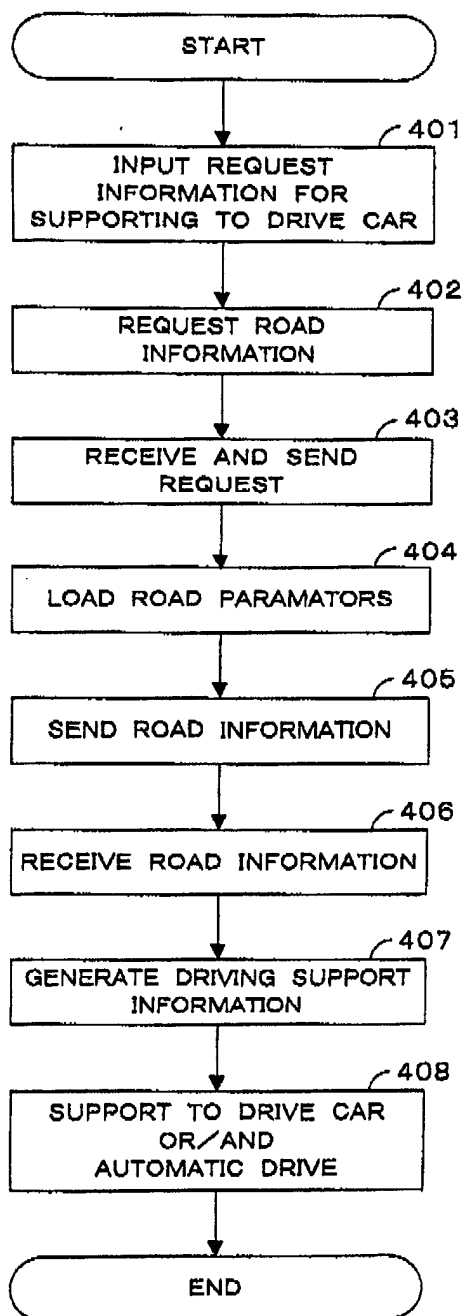 START
401
INPUT REQUEST
INFORMATION FOR
SUPPORTING TO DRIVE CAR
402
REQUEST ROAD
INFORMATION
403
RECEIVE AND SEND
REQUEST
404
LOAD ROAD PARAMATORS
405
SEND ROAD INFORMATION
406
RECEIVE ROAD INFORMATION
407
GENERATE DRIVING SUPPORT
INFORMATION
408
SUPPORT TO DRIVE CAR
OR/AND
AUTOMATIC DRIVE
END